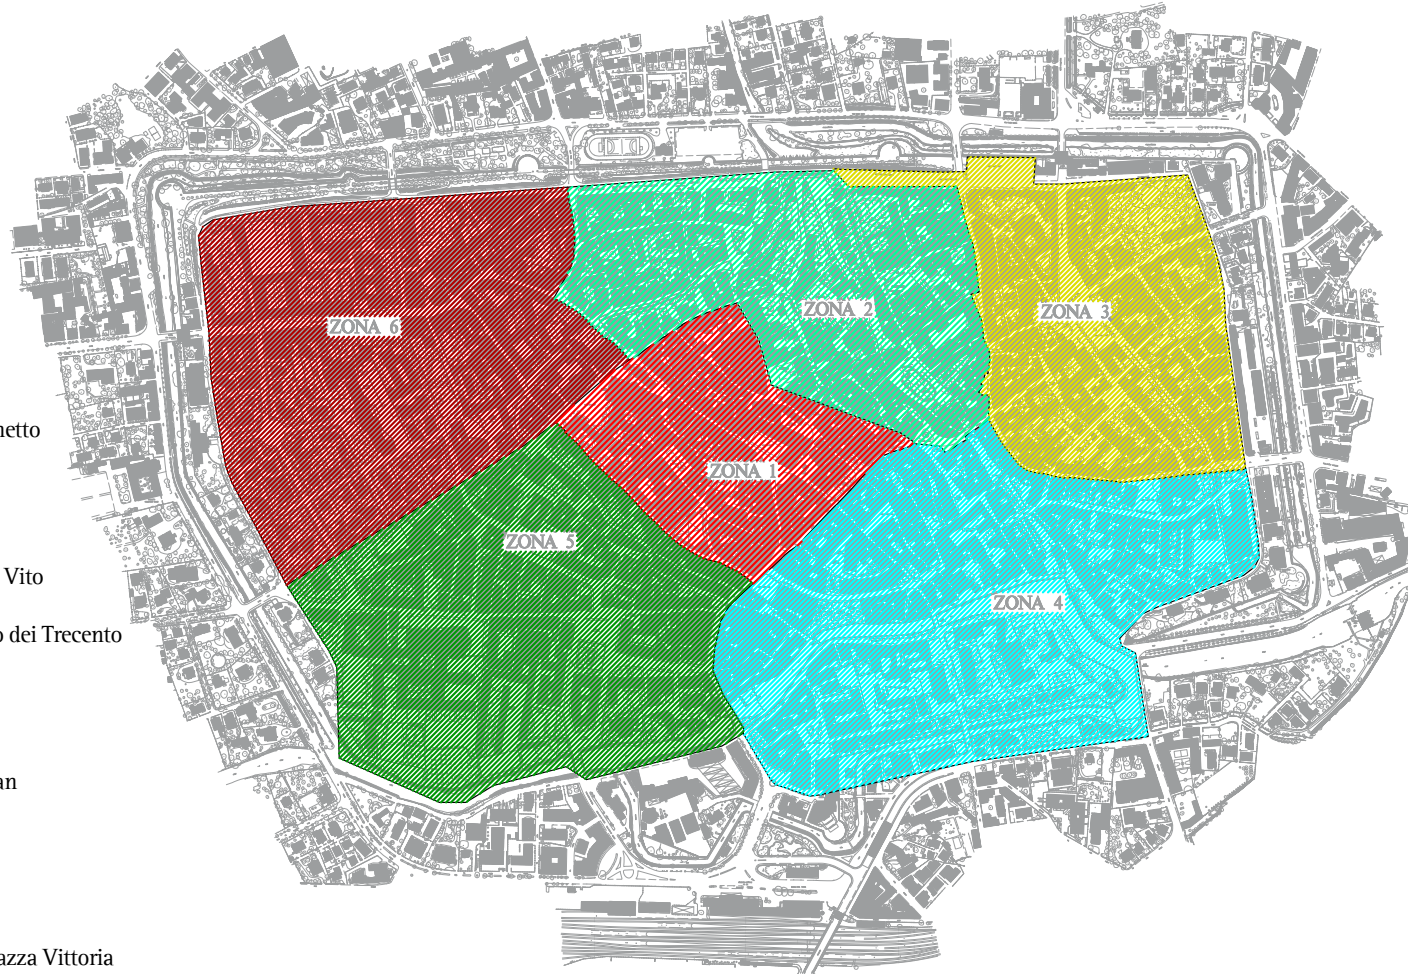 ZONA 2
ZONA 3
ZONA 6
netto
ZONA 1
ZONA 5
Vito
ZONA 4
o dei Trecento
an
azza Vittoria